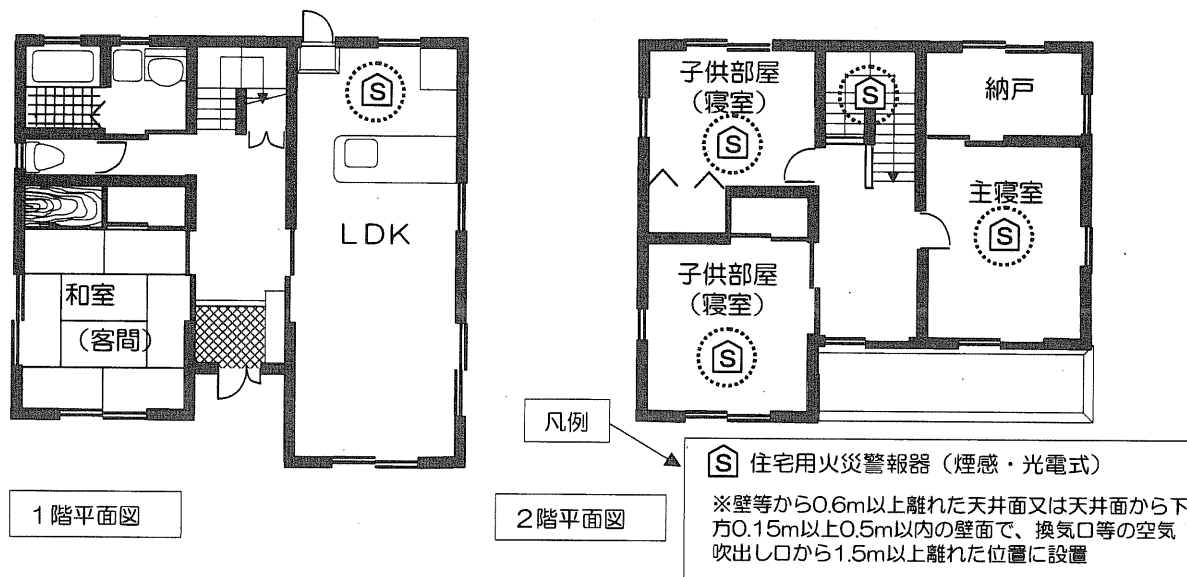 S
LDK
和室
(客間)
1階平面図
子供部屋
(寝室)
S
S
納戸
主寝室
S
子供部屋
(寝室)
S
2階平面図
凡例
S 住宅用火災警報器(煙感・光電式)
※壁等から0.6m以上離れた天井面又は天井面から下
方0.15m以上0.5m以内の壁面で、換気口等の空気
吹出し口から1.5m以上離れた位置に設置